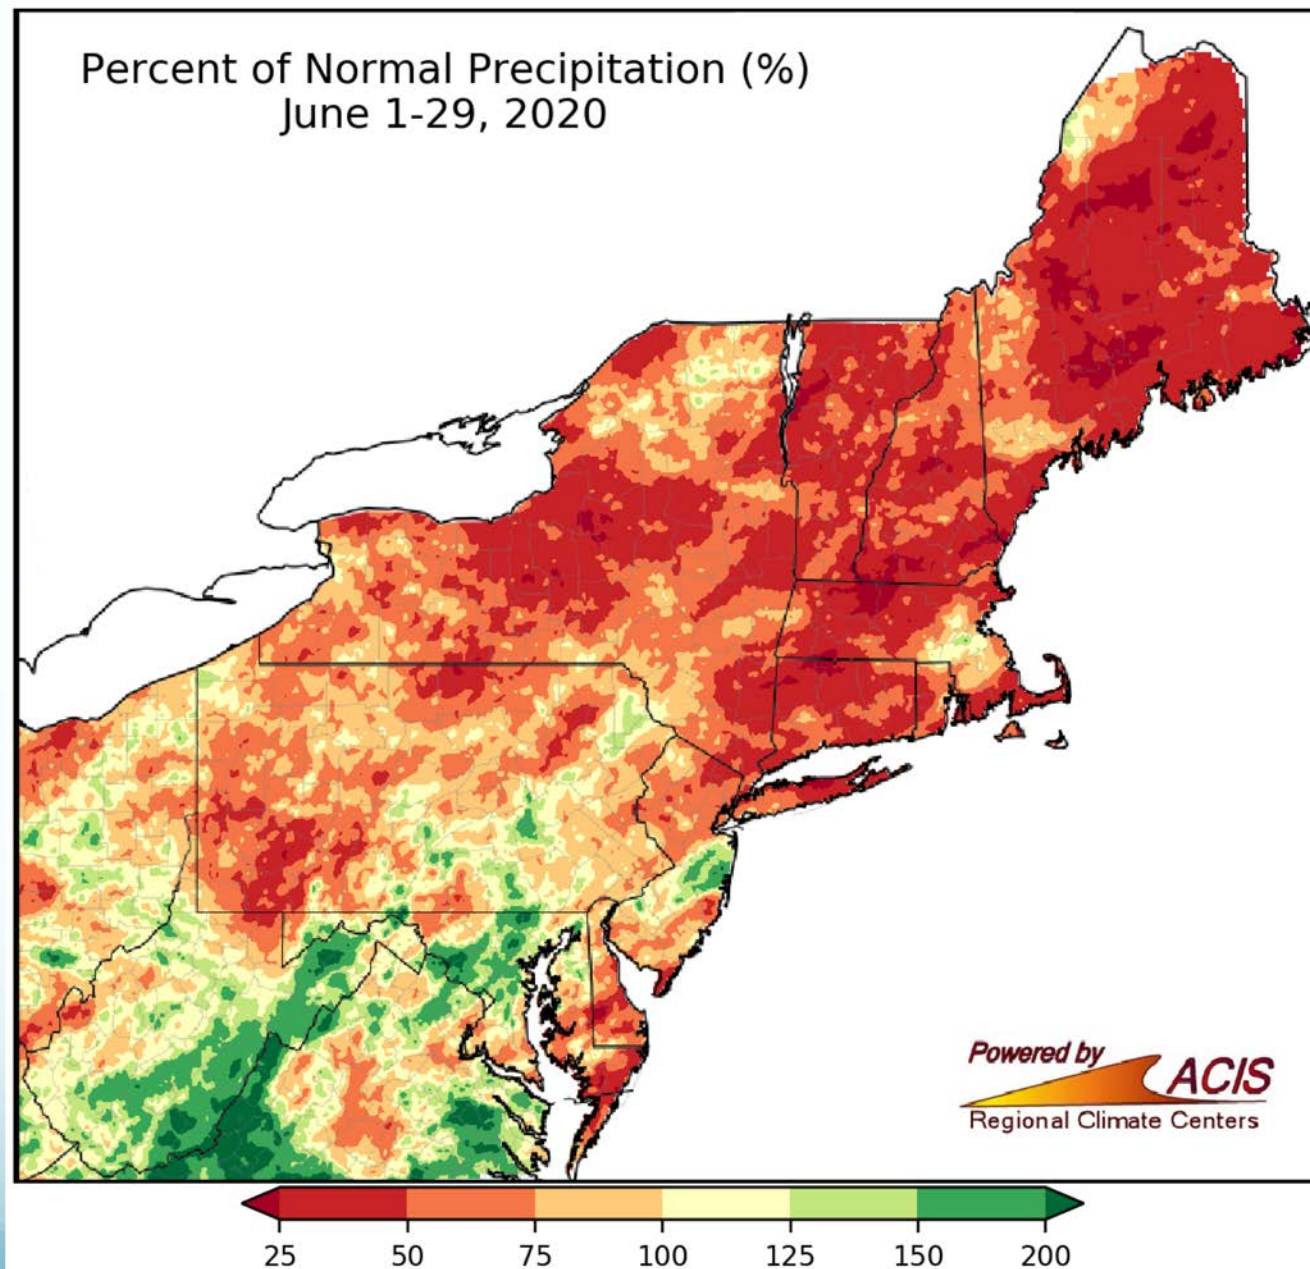 Percent of Normal Precipitation (%)
June 1-29, 2020
Powered by
ACIS
Regional Climate Centers
25 50 75 100 125 150 200